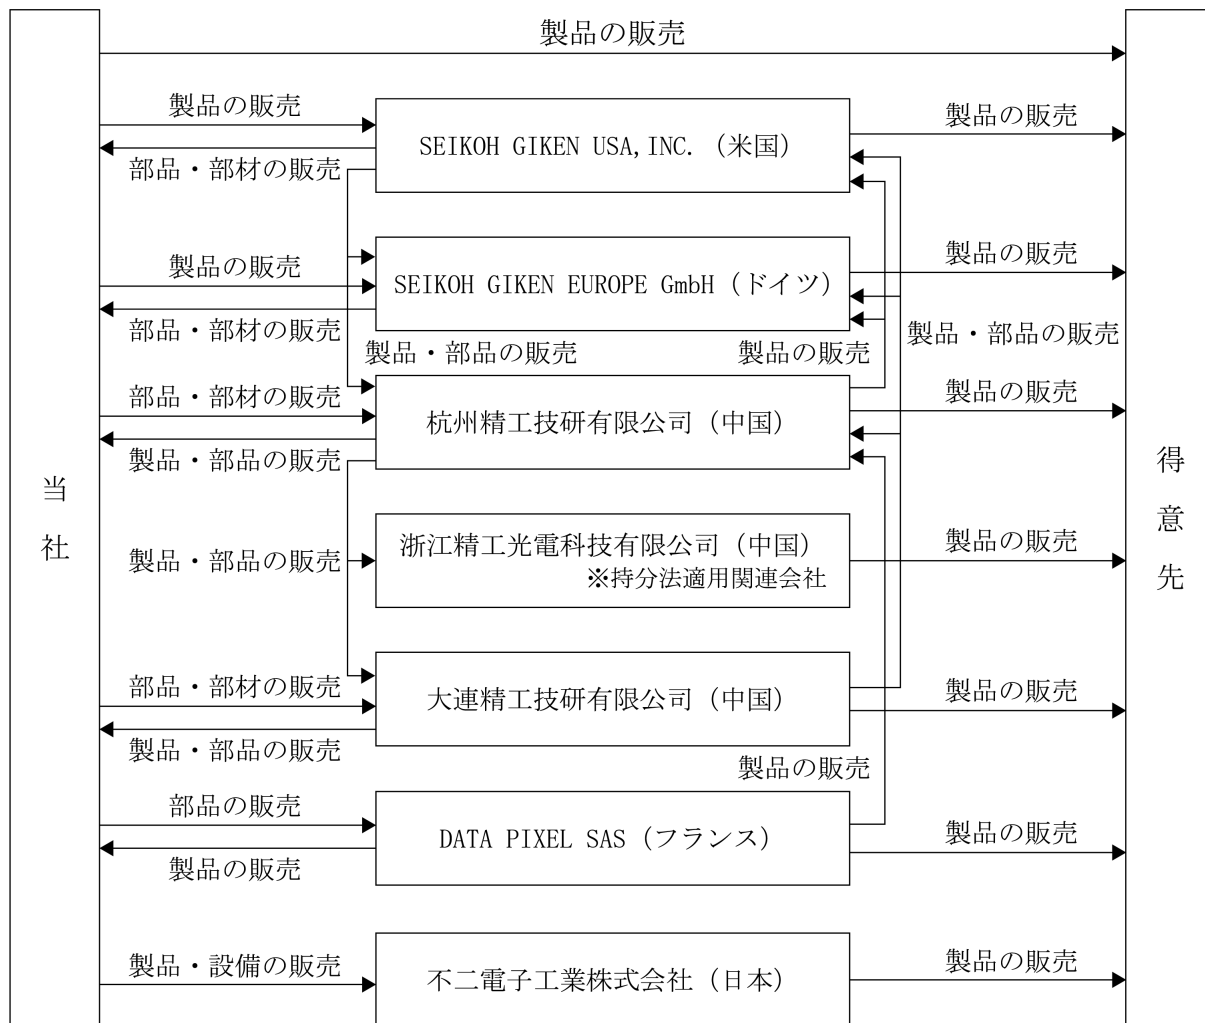 製品の販売
製品の販売
SEIKOH GIKEN USA,INC.（米国）
製品の販売
部品・部材の販売
製品の販売
SEIKOH GIKEN EUROPE GmbH（ドイツ）
製品の販売
部品・部材の販売
製品・部品の販売
製品の販売
製品・部品の販売
部品・部材の販売
杭州精工技研有限公司（中国）
製品の販売
製品・部品の販売
当社
得意先
製品・部品の販売
浙江精工光電科技有限公司（中国）
※持分法適用関連会社
製品の販売
部品・部材の販売
大連精工技研有限公司（中国）
製品の販売
製品・部品の販売
製品の販売
部品の販売
DATA PIXEL SAS（フランス）
製品の販売
製品の販売
製品・設備の販売
不二電子工業株式会社（日本）
製品の販売